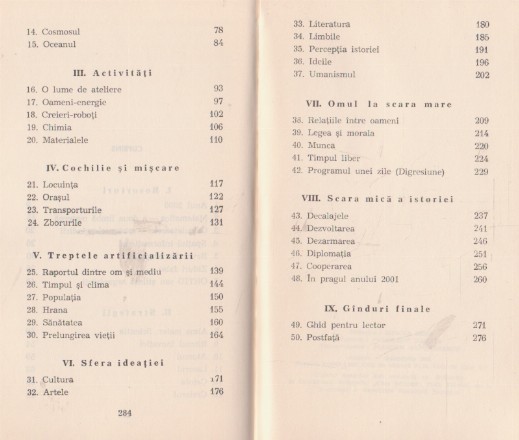 14. Cosmosul 78
15. Oceanul 84
III. Activități
16. O lume de ateliere 93
17. Oameni-energie 97
18. Creieri-roboți 102
19. Chimia 106
20. Materialele 110
IV. Cochilie și mișcare
21. Locuința 117
22. Orașul 122
23. Transporturile 127
24. Zborurile 131
V. Treptele artificializării
25. Raportul dintre om și mediu 139
26. Timpul și clima 144
27. Populația 150
28. Hrana 155
29. Sănătatea 160
30. Prelungirea vieții 164
VI. Sfera ideației
31. Cultura 171
32. Artele 176
284
33. Literatura 180
34. Limbile 185
35. Percepția istoriei 191
36. Ideile 196
37. Umanismul 202
VII. Omul la scara mare
38. Relațiile între oameni 209
39. Legea și morala 214
40. Munca 220
41. Timpul liber 224
42. Programul unei zile (Digresiune) 229
VIII. Scara mică a istoriei
43. Decalajele 237
44. Dezvoltarea 241
45. Dezarmarea 246
46. Diplomația 251
47. Cooperarea 256
48. În pragul anului 2001 260
IX. Gînduri finale
49. Ghid pentru lector 271
50. Postfață 276